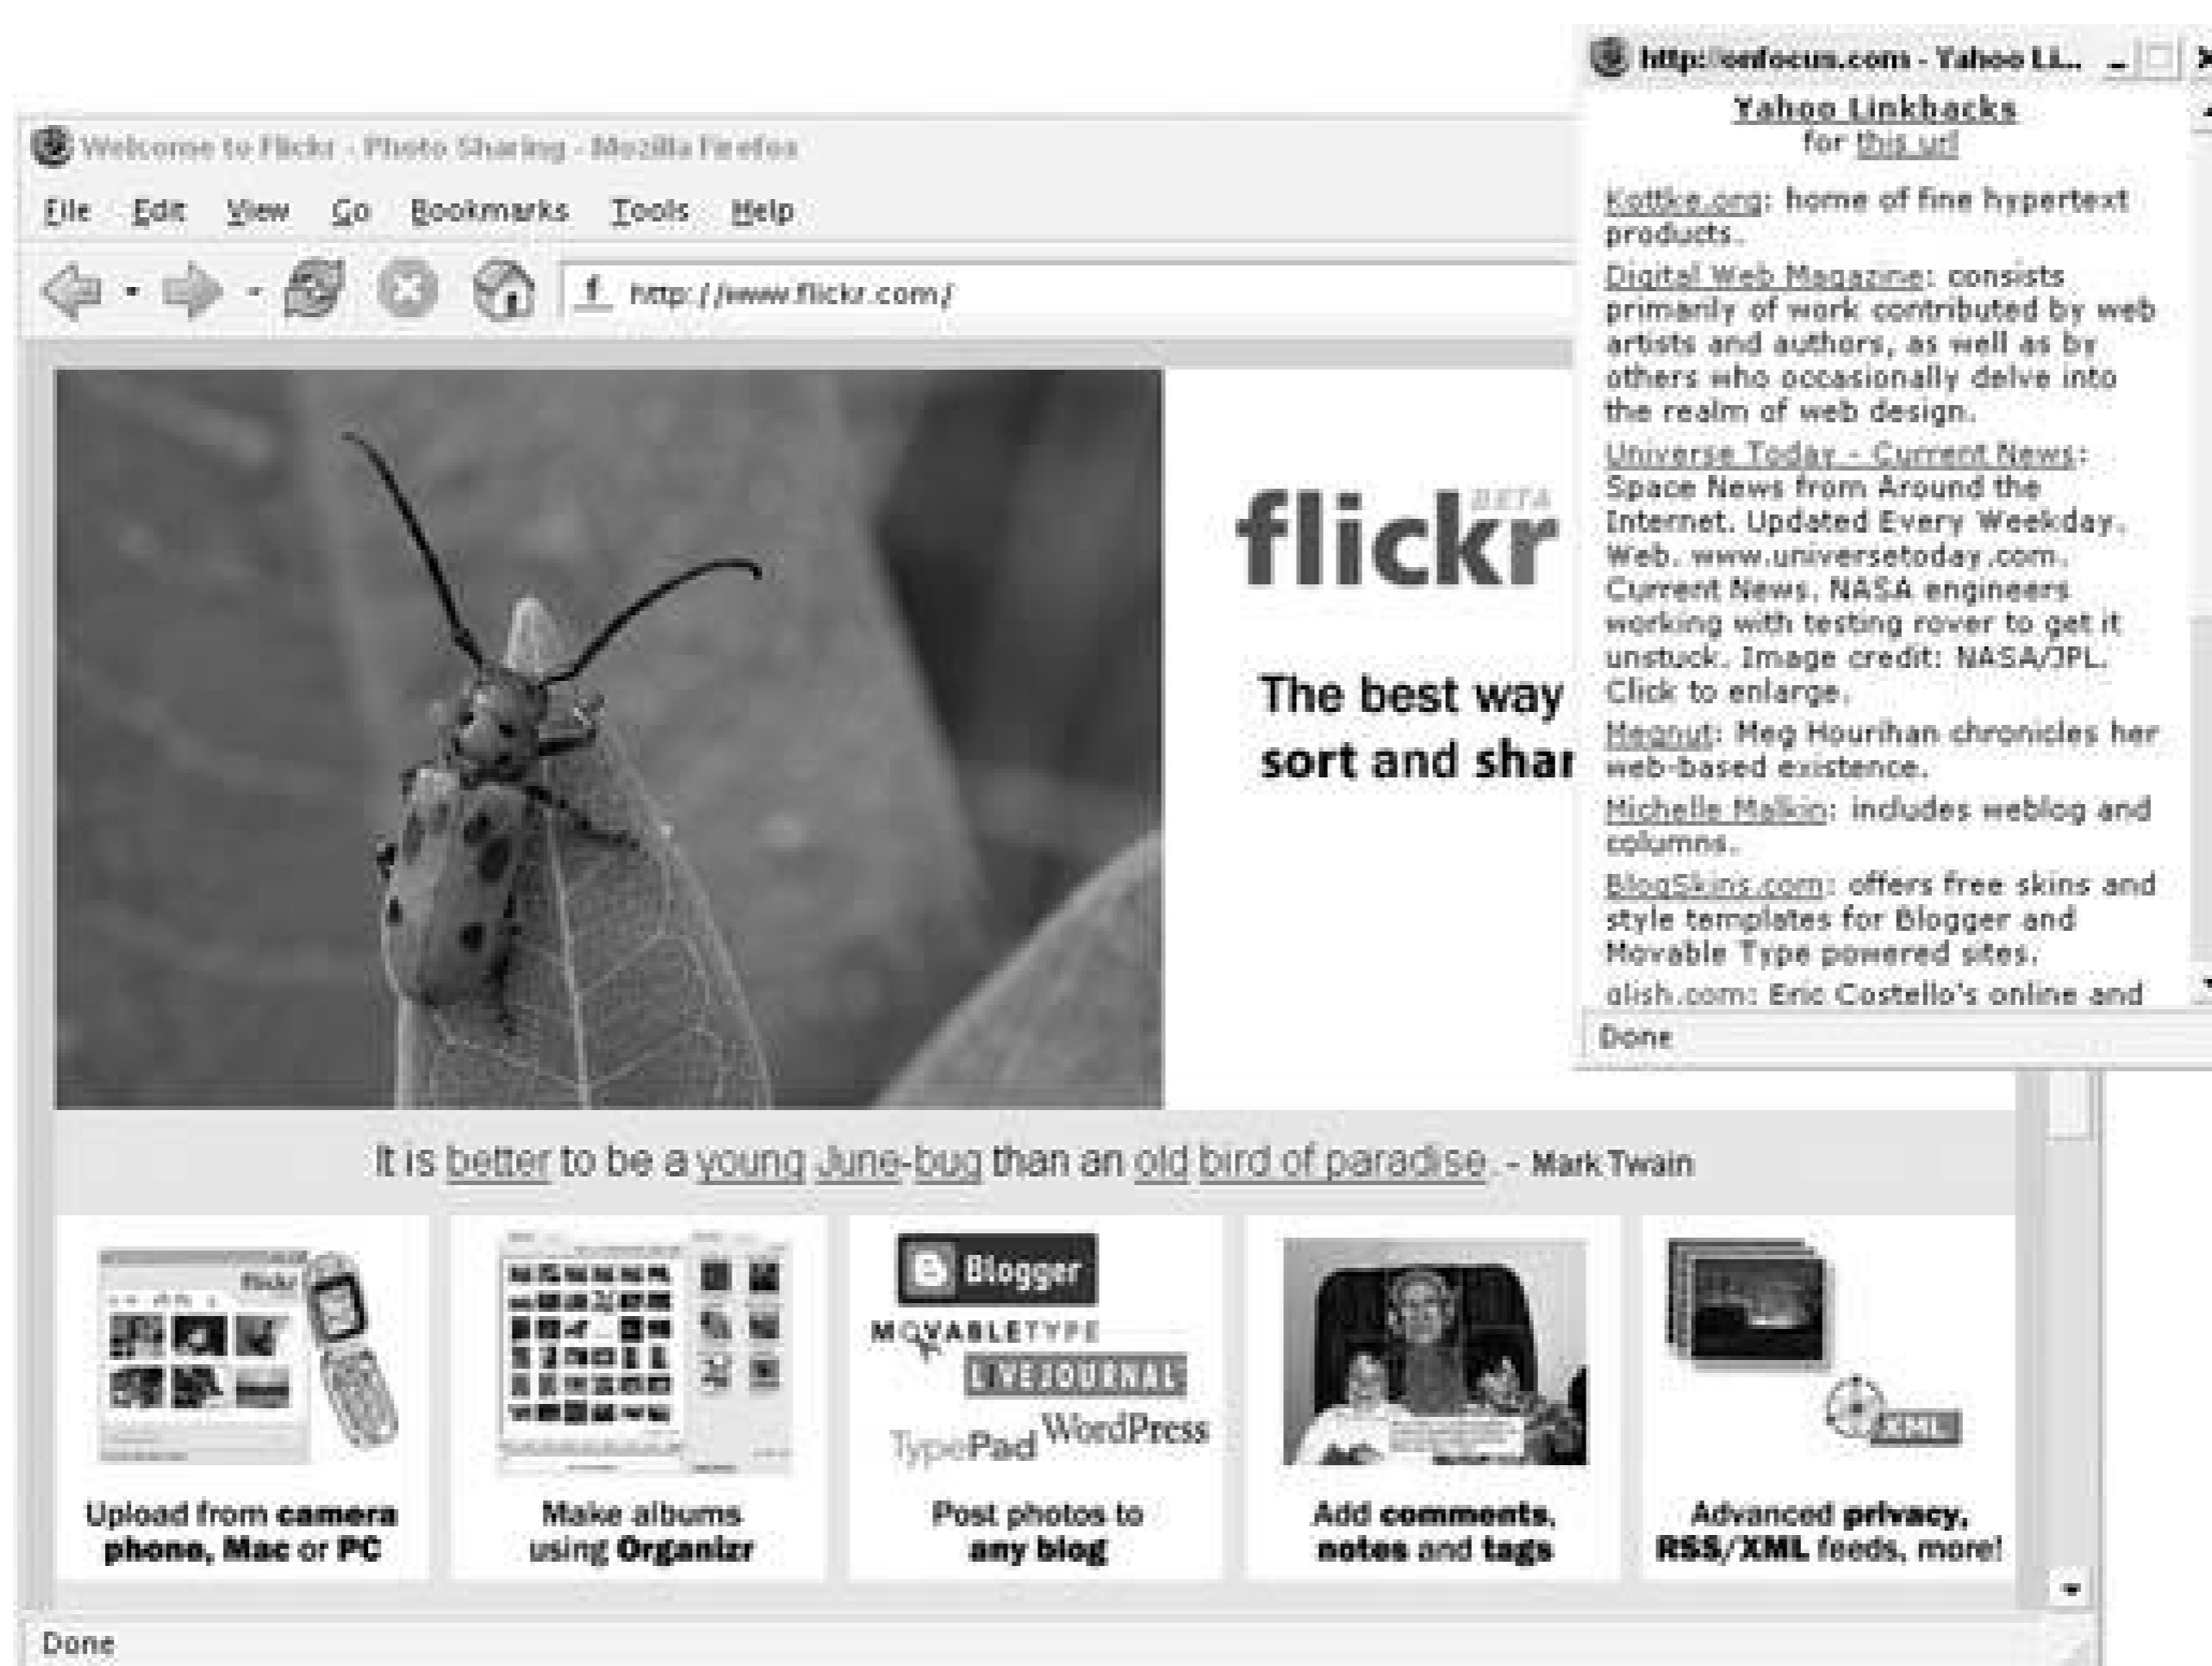 Welcome to Flickr - Photo Sharing - Mozilla Firefox
File Edit View Go Bookmarks Tools Help
http://www.flickr.com/
flickr BETA
The best way
sort and shar
It is better to be a young June-bug than an old bird of paradise. - Mark Twain
flickr
Upload from camera
phone, Mac or PC
Make albums
using Organizr
Blogger
MOVABLETYPE
LIVEJOURNAL
TypePad WordPress
Post photos to
any blog
Add comments,
notes and tags
XML
Advanced privacy,
RSS/XML feeds, more!
Done
http://onfocus.com - Yahoo Li...
Yahoo Linkbacks
for this url
Kottke.org: home of fine hypertext
products.
Digital Web Magazine: consists
primarily of work contributed by web
artists and authors, as well as by
others who occasionally delve into
the realm of web design.
Universe Today - Current News:
Space News from Around the
Internet. Updated Every Weekday.
Web. www.universetoday.com.
Current News. NASA engineers
working with testing rover to get it
unstuck. Image credit: NASA/JPL.
Click to enlarge.
Megnut: Meg Hourihan chronicles her
web-based existence.
Michelle Malkin: includes weblog and
columns.
BlogSkins.com: offers free skins and
style templates for Blogger and
Movable Type powered sites.
glish.com: Eric Costello's online and
Done